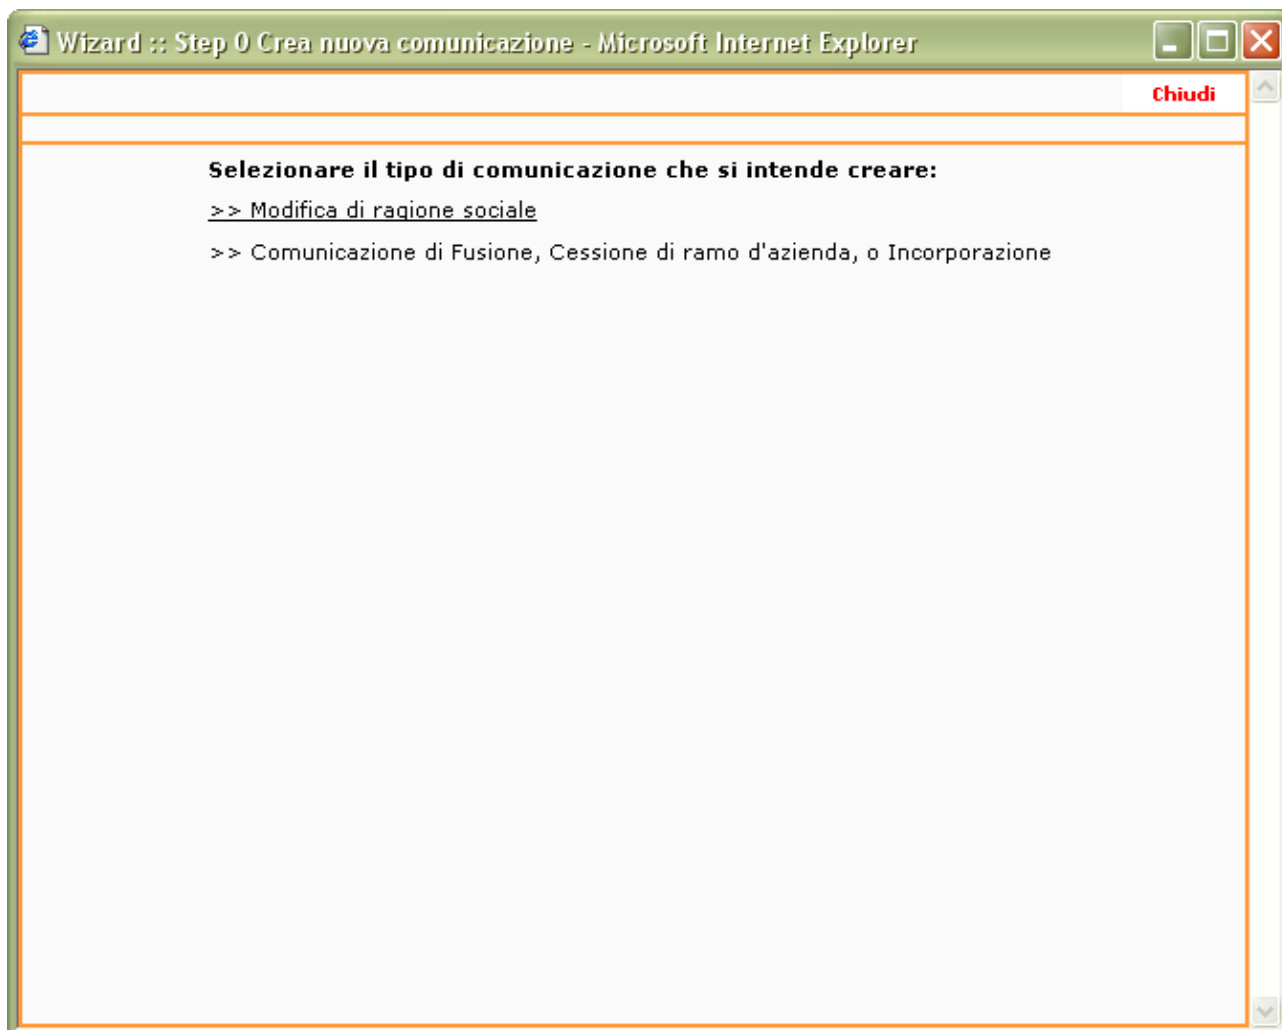 Wizard :: Step 0 Crea nuova comunicazione - Microsoft Internet Explorer
Chiudi
Selezionare il tipo di comunicazione che si intende creare:
>> Modifica di ragione sociale
>> Comunicazione di Fusione, Cessione di ramo d'azienda, o Incorporazione